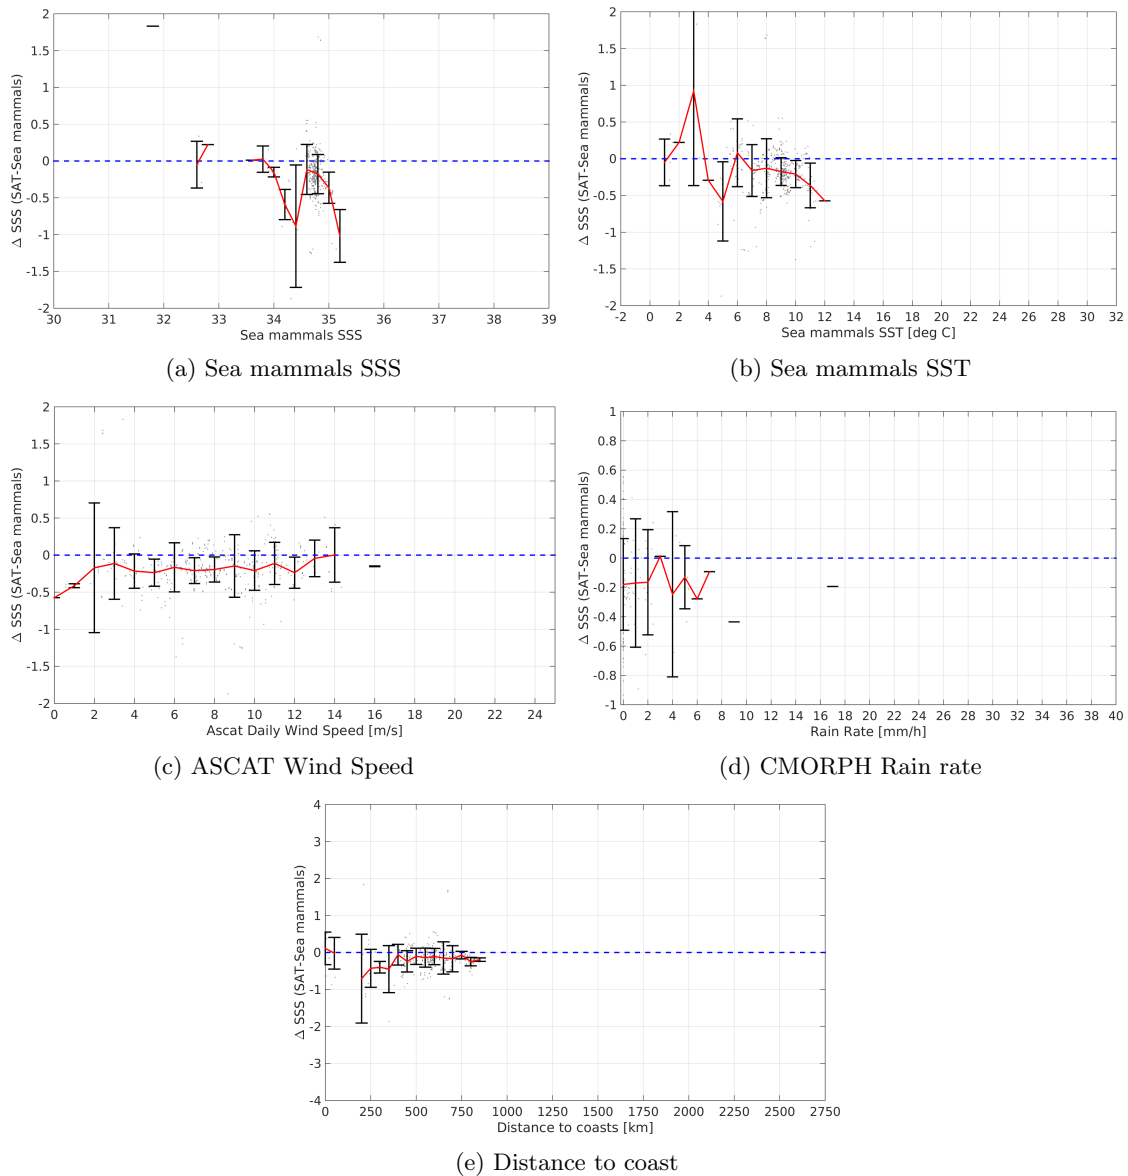 2
1.5
1
0.5
0
-0.5
-1
-1.5
-2
Δ SSS (SAT-Sea mammals)
30 31 32 33 34 35 36 37 38 39
Sea mammals SSS
(a) Sea mammals SSS
2
1.5
1
0.5
0
-0.5
-1
-1.5
-2
Δ SSS (SAT-Sea mammals)
-2 0 2 4 6 8 10 12 14 16 18 20 22 24 26 28 30 32
Sea mammals SST [deg C]
(b) Sea mammals SST
2
1.5
1
0.5
0
-0.5
-1
-1.5
-2
Δ SSS (SAT-Sea mammals)
0 2 4 6 8 10 12 14 16 18 20 22 24
Ascat Daily Wind Speed [m/s]
(c) ASCAT Wind Speed
1
0.8
0.6
0.4
0.2
0
-0.2
-0.4
-0.6
-0.8
-1
Δ SSS (SAT-Sea mammals)
0 2 4 6 8 10 12 14 16 18 20 22 24 26 28 30 32 34 36 38 40
Rain Rate [mm/h]
(d) CMORPH Rain rate
4
3
2
1
0
-1
-2
-3
-4
Δ SSS (SAT-Sea mammals)
0 250 500 750 1000 1250 1500 1750 2000 2250 2500 2750
Distance to coasts [km]
(e) Distance to coast